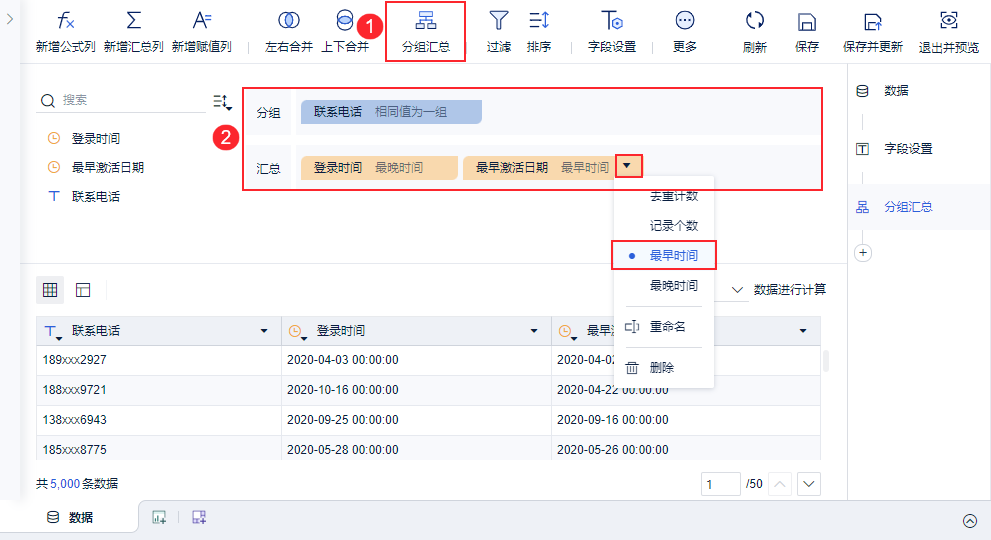 新增公式列 新增汇总列 新增赋值列 左右合并 上下合并 分组汇总 过滤 排序 字段设置 更多 刷新 保存 保存并更新 退出并预览
1
搜索
2
分组 联系电话 相同值为一组
汇总 登录时间 最晚时间 最早激活日期 最早时间
登录时间
最早激活日期
联系电话
去重计数
记录个数
最早时间
最晚时间
重命名
删除
数据
字段设置
分组汇总
数据进行计算
联系电话 登录时间 最早
189xxx2927 2020-04-03 00:00:00 2020-04-02
188xxx9721 2020-10-16 00:00:00 2020-04-22 00:00:00
138xxx6943 2020-09-25 00:00:00 2020-09-16 00:00:00
185xxx8775 2020-05-28 00:00:00 2020-05-26 00:00:00
共5,000条数据 1 /50
数据